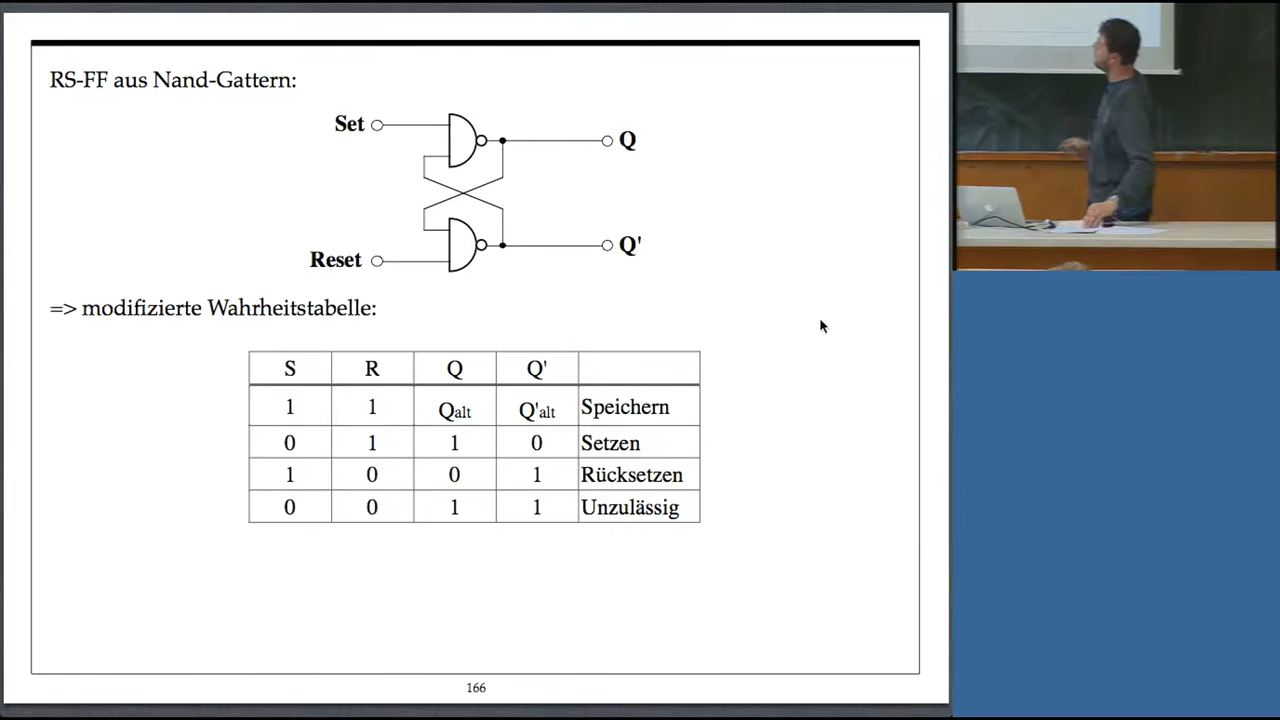 RS-FF aus Nand-Gattern:
Set
Q
Q'
Reset
=> modifizierte Wahrheitstabelle:
S R Q Q'
1 1 Qalt Q'alt Speichern
0 1 1 0 Setzen
1 0 0 1 Rücksetzen
0 0 1 1 Unzulässig
166